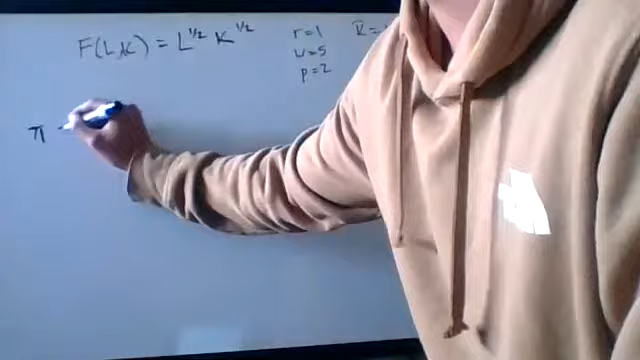 F(L,K) = L^{1/2} K^{1/2}
r=1 K̄=
w=5
p=2
π